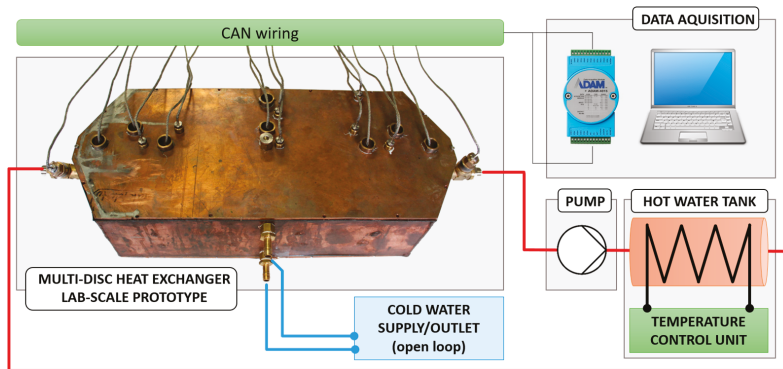 CAN wiring
DATA AQUISITION
ADAM
PUMP
HOT WATER TANK
MULTI-DISC HEAT EXCHANGER
LAB-SCALE PROTOTYPE
COLD WATER
SUPPLY/OUTLET
(open loop)
TEMPERATURE
CONTROL UNIT